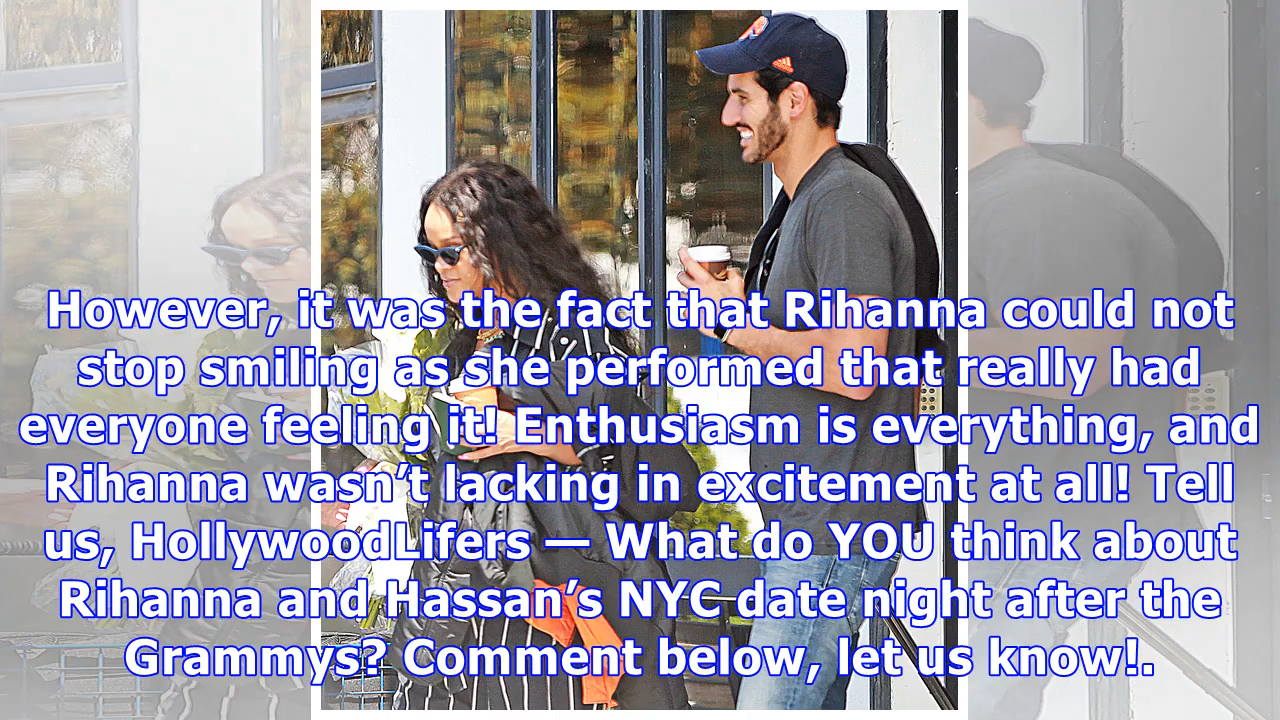 However, it was the fact that Rihanna could not
stop smiling as she performed that really had
everyone feeling it! Enthusiasm is everything, and
Rihanna wasn’t lacking in excitement at all! Tell
us, HollywoodLifers — What do YOU think about
Rihanna and Hassan’s NYC date night after the
Grammys? Comment below, let us know!.